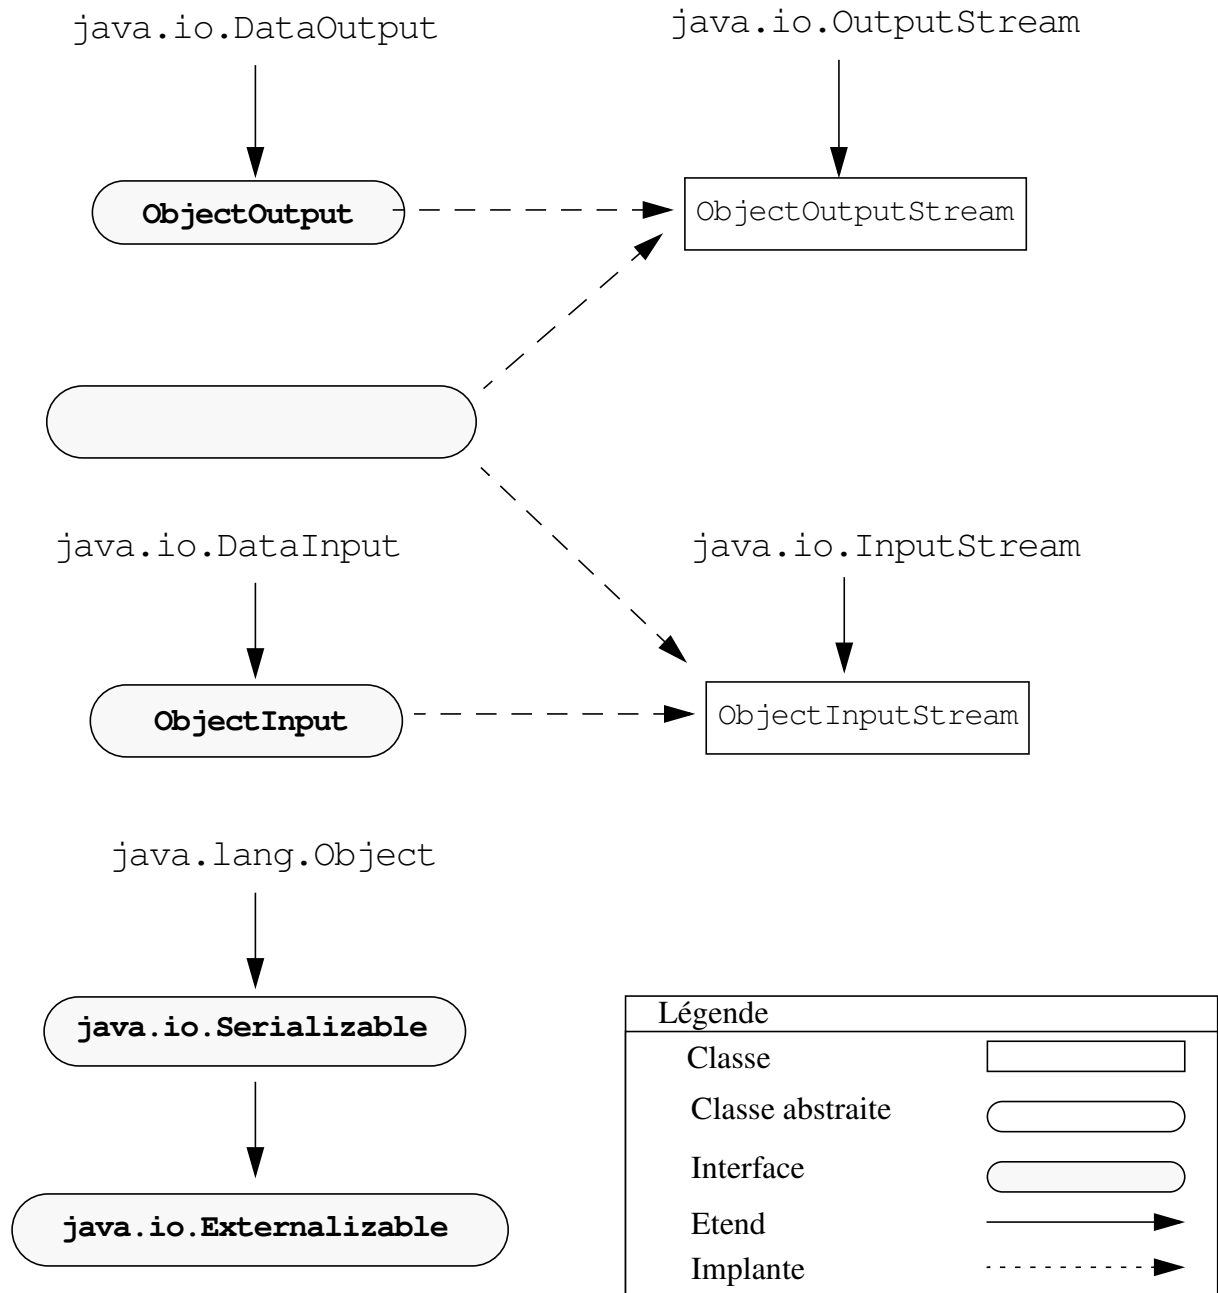 java.io.DataOutput
java.io.OutputStream
ObjectOutput
ObjectOutputStream
java.io.DataInput
java.io.InputStream
ObjectInput
ObjectInputStream
java.lang.Object
java.io.Serializable
java.io.Externalizable
Légende
Classe
Classe abstraite
Interface
Etend
Implante